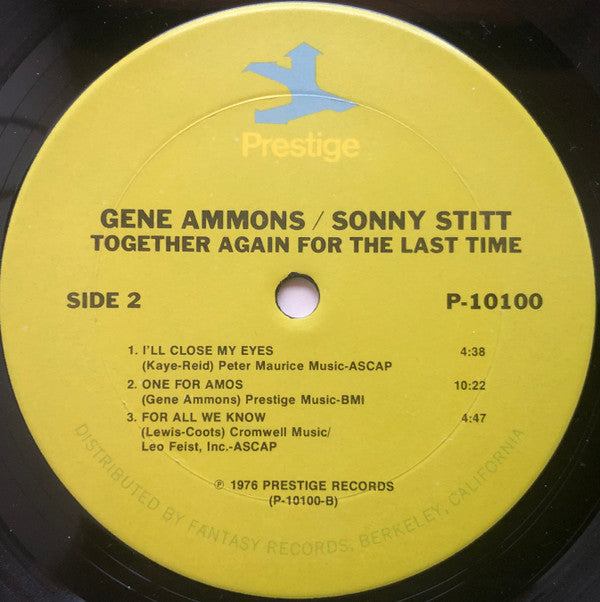 Prestige
GENE AMMONS / SONNY STITT
TOGETHER AGAIN FOR THE LAST TIME
SIDE 2 P-10100
1. I'LL CLOSE MY EYES 4:38
(Kaye-Reid) Peter Maurice Music-ASCAP
2. ONE FOR AMOS 10:22
(Gene Ammons) Prestige Music-BMI
3. FOR ALL WE KNOW 4:47
(Lewis-Coots) Cromwell Music/
Leo Feist, Inc.-ASCAP
℗ 1976 PRESTIGE RECORDS
(P-10100-B)
DISTRIBUTED BY FANTASY RECORDS, BERKELEY, CALIFORNIA